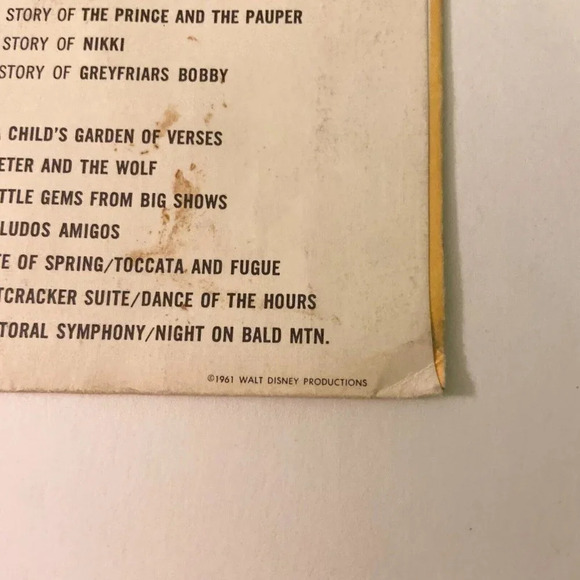 STORY OF THE PRINCE AND THE PAUPER
STORY OF NIKKI
STORY OF GREYFRIARS BOBBY
CHILD'S GARDEN OF VERSES
ETER AND THE WOLF
TTLE GEMS FROM BIG SHOWS
LUDOS AMIGOS
E OF SPRING/TOCCATA AND FUGUE
TCRACKER SUITE/DANCE OF THE HOURS
TORAL SYMPHONY/NIGHT ON BALD MTN.
©1961 WALT DISNEY PRODUCTIONS